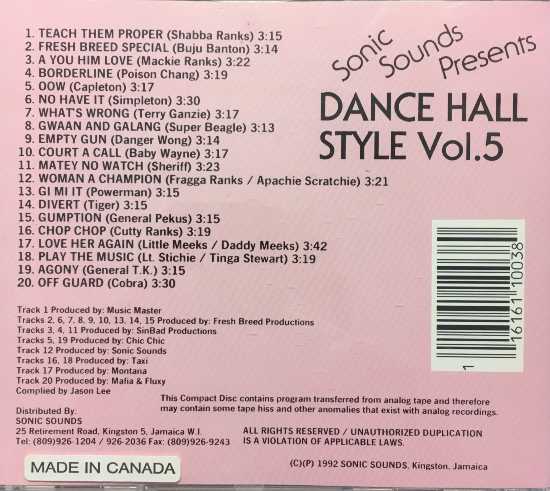 Sonic Sounds Presents
DANCE HALL
STYLE Vol.5
1. TEACH THEM PROPER (Shabba Ranks) 3:15
2. FRESH BREED SPECIAL (Buju Banton) 3:14
3. A YOU HIM LOVE (Mackie Ranks) 3:22
4. BORDERLINE (Poison Chang) 3:19
5. OOW (Capleton) 3:17
6. NO HAVE IT (Simpleton) 3:30
7. WHAT'S WRONG (Terry Ganzie) 3:17
8. GWAAN AND GALANG (Super Beagle) 3:13
9. EMPTY GUN (Danger Wong) 3:14
10. COURT A CALL (Baby Wayne) 3:17
11. MATEY NO WATCH (Sheriff) 3:23
12. WOMAN A CHAMPION (Fragga Ranks / Apachie Scratchie) 3:21
13. GI MI IT (Powerman) 3:15
14. DIVERT (Tiger) 3:15
15. GUMPTION (General Pekus) 3:15
16. CHOP CHOP (Cutty Ranks) 3:19
17. LOVE HER AGAIN (Little Meeks / Daddy Meeks) 3:42
18. PLAY THE MUSIC (Lt. Stichie / Tinga Stewart) 3:19
19. AGONY (General T.K.) 3:15
20. OFF GUARD (Cobra) 3:30
Track 1 Produced by: Music Master
Tracks 2, 6, 7, 8, 9, 10, 13, 14, 15 Produced by: Fresh Breed Productions
Tracks 3, 4, 11 Produced by: SinBad Productions
Tracks 5, 19 Produced by: Chic Chic
Track 12 Produced by: Sonic Sounds
Tracks 16, 18 Produced by: Taxi
Track 17 Produced by: Montana
Track 20 Produced by: Mafia & Fluxy
Complied by Jason Lee
1 16161 10038
This Compact Disc contains program transferred from analog tape and therefore
may contain some tape hiss and other anomalies that exist with analog recordings.
Distributed By:
SONIC SOUNDS
25 Retirement Road, Kingston 5, Jamaica W.I.
Tel: (809)926-1204 / 926-2036 Fax: (809)926-9243
ALL RIGHTS RESERVED / UNAUTHORIZED DUPLICATION
IS A VIOLATION OF APPLICABLE LAWS.
MADE IN CANADA
(C)(P) 1992 SONIC SOUNDS, Kingston, Jamaica